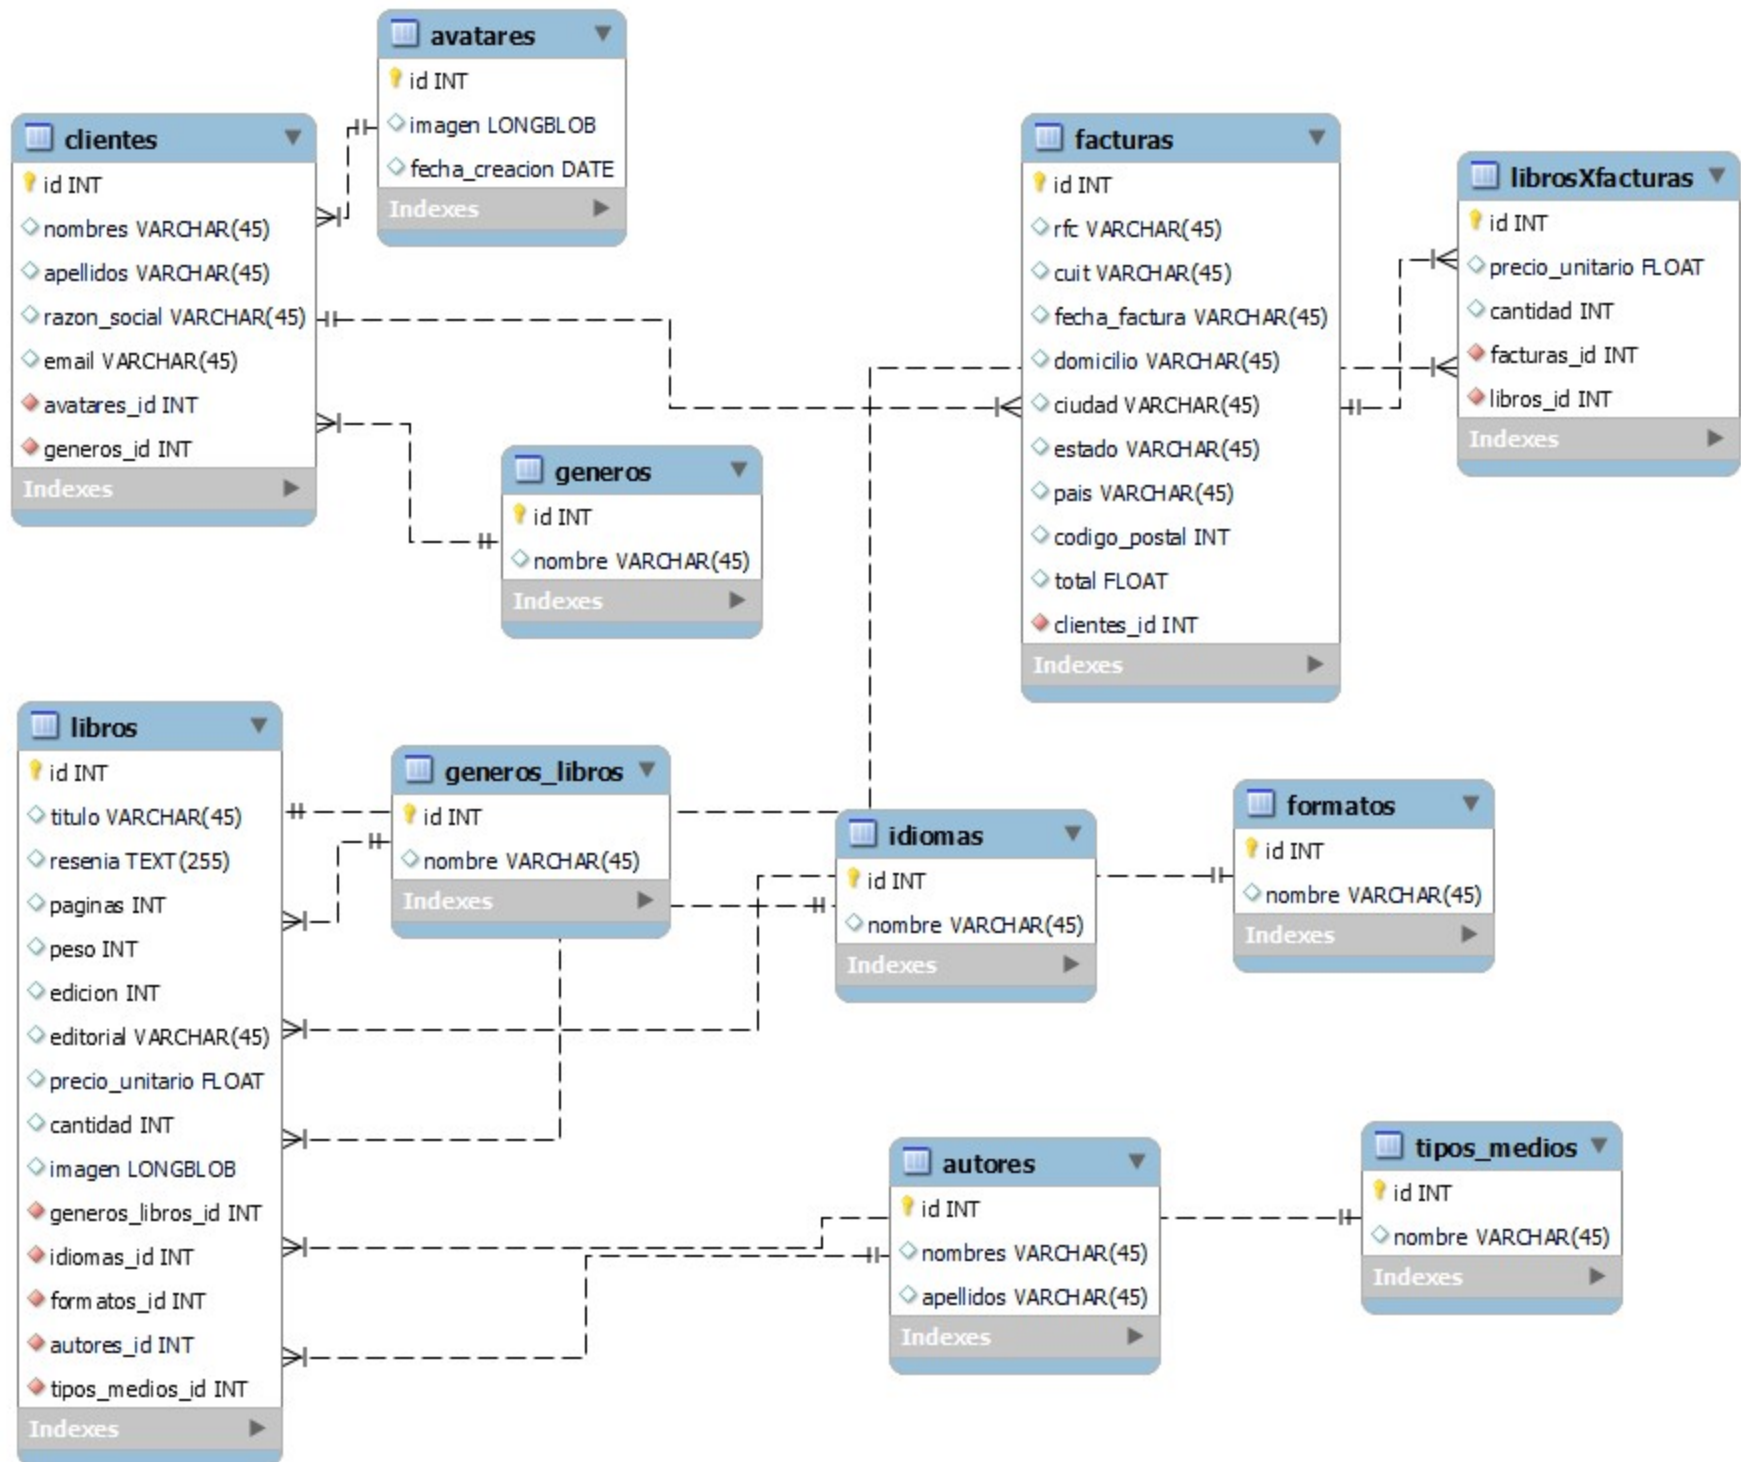 avatares
id INT
imagen LONGBLOB
fecha_creacion DATE
Indexes
clientes
id INT
nombres VARCHAR(45)
apellidos VARCHAR(45)
razon_social VARCHAR(45)
email VARCHAR(45)
avatares_id INT
generos_id INT
Indexes
generos
id INT
nombre VARCHAR(45)
Indexes
facturas
id INT
rfc VARCHAR(45)
cuit VARCHAR(45)
fecha_factura VARCHAR(45)
domicilio VARCHAR(45)
ciudad VARCHAR(45)
estado VARCHAR(45)
pais VARCHAR(45)
codigo_postal INT
total FLOAT
clientes_id INT
Indexes
librosXfacturas
id INT
precio_unitario FLOAT
cantidad INT
facturas_id INT
libros_id INT
Indexes
libros
id INT
titulo VARCHAR(45)
resenia TEXT(255)
paginas INT
peso INT
edicion INT
editorial VARCHAR(45)
precio_unitario FLOAT
cantidad INT
imagen LONGBLOB
generos_libros_id INT
idiomas_id INT
formatos_id INT
autores_id INT
tipos_medios_id INT
Indexes
generos_libros
id INT
nombre VARCHAR(45)
Indexes
idiomas
id INT
nombre VARCHAR(45)
Indexes
formatos
id INT
nombre VARCHAR(45)
Indexes
autores
id INT
nombres VARCHAR(45)
apellidos VARCHAR(45)
Indexes
tipos_medios
id INT
nombre VARCHAR(45)
Indexes